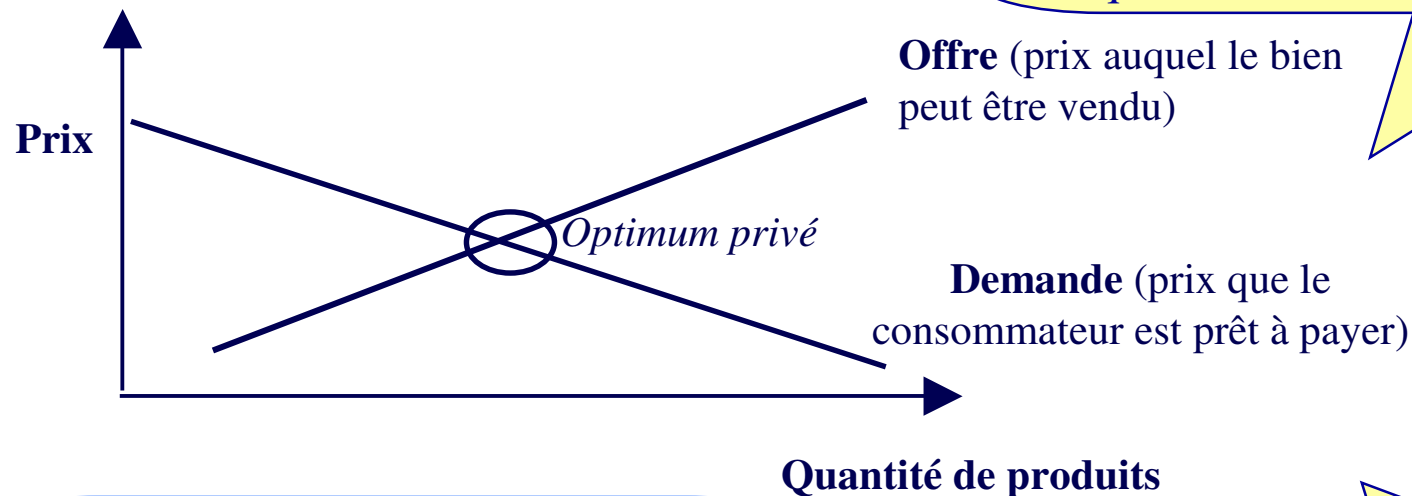 Offre (prix auquel le bien
peut être vendu)
Prix
Optimum privé
Demande (prix que le
consommateur est prêt à payer)
Quantité de produits